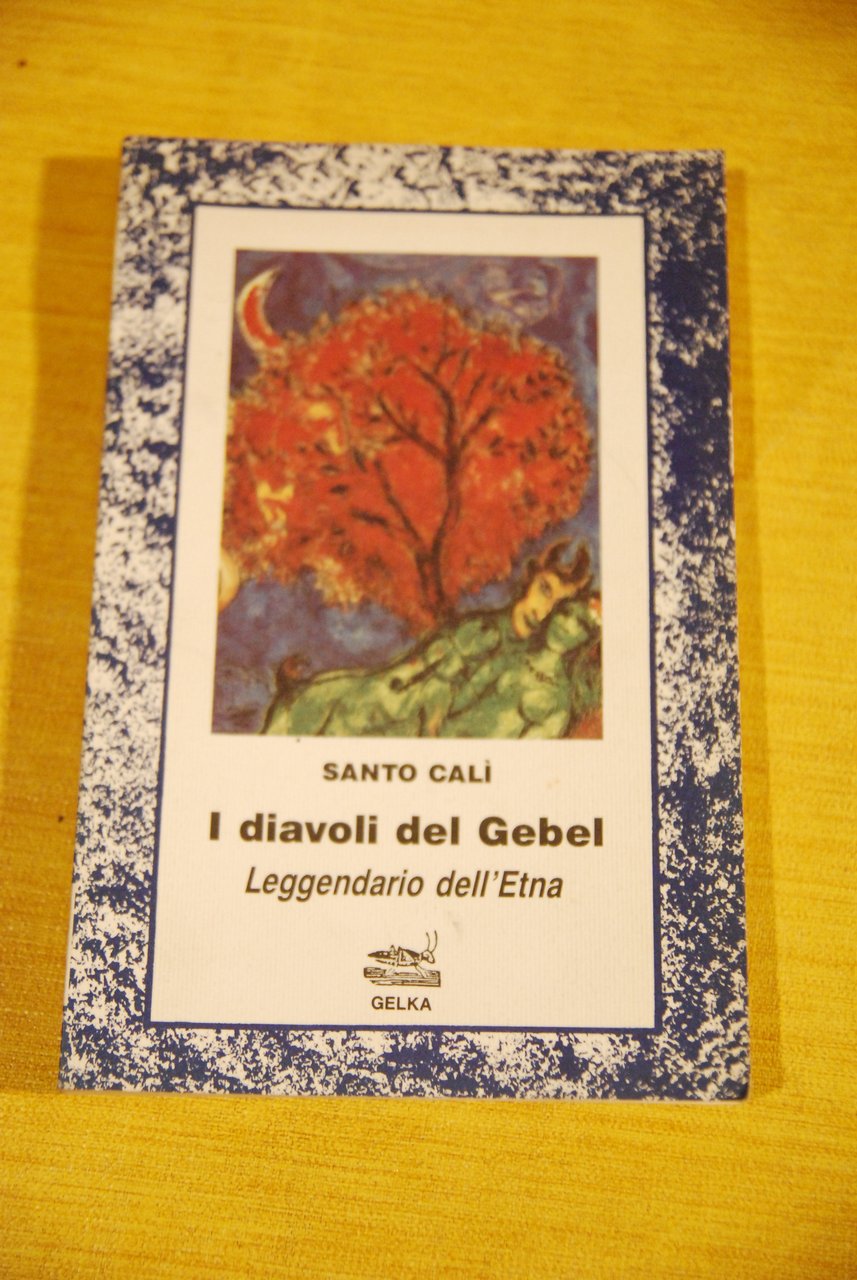 SANTO CALÌ
I diavoli del Gebel
Leggendario dell'Etna
GELKA